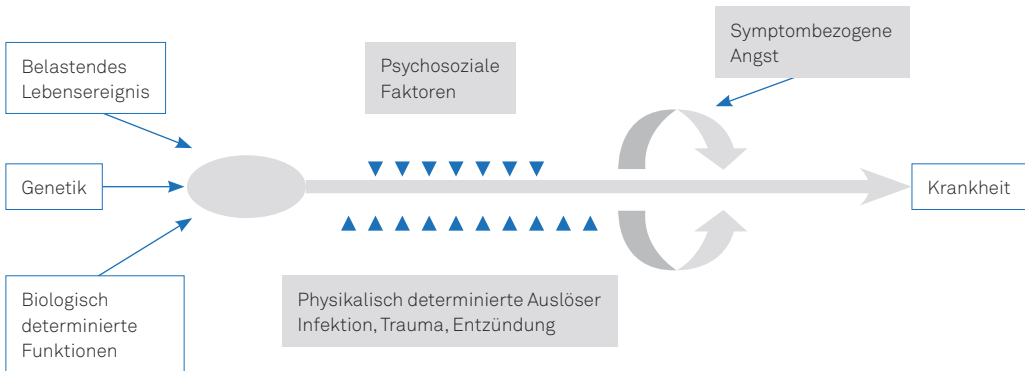 Belastendes
Lebensereignis
Genetik
Biologisch
determinierte
Funktionen
Psychosoziale
Faktoren
Physikalisch determinierte Auslöser
Infektion, Trauma, Entzündung
Symptombezogene
Angst
Krankheit